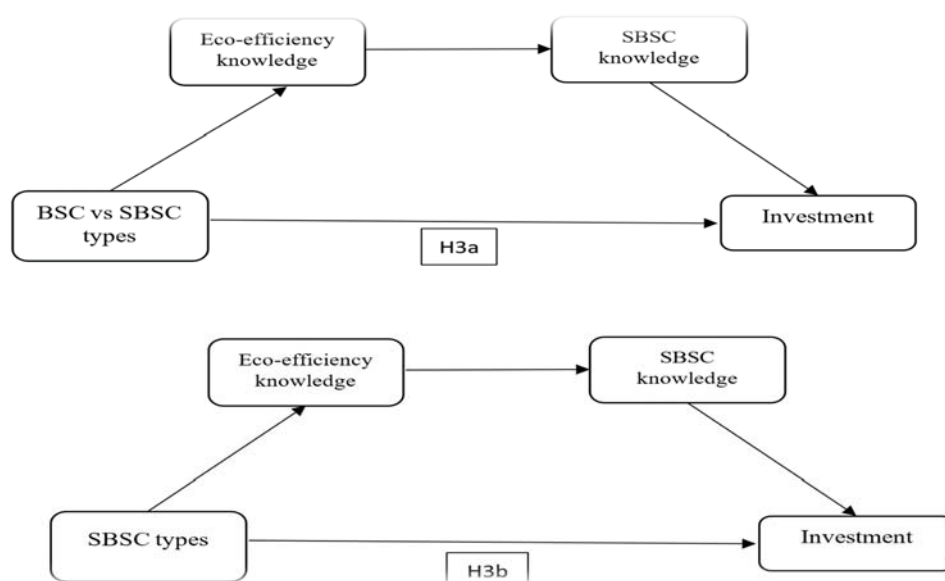 Eco-efficiency
knowledge
SBSC
knowledge
BSC vs SBSC
types
Investment
H3a
Eco-efficiency
knowledge
SBSC
knowledge
SBSC types
Investment
H3b